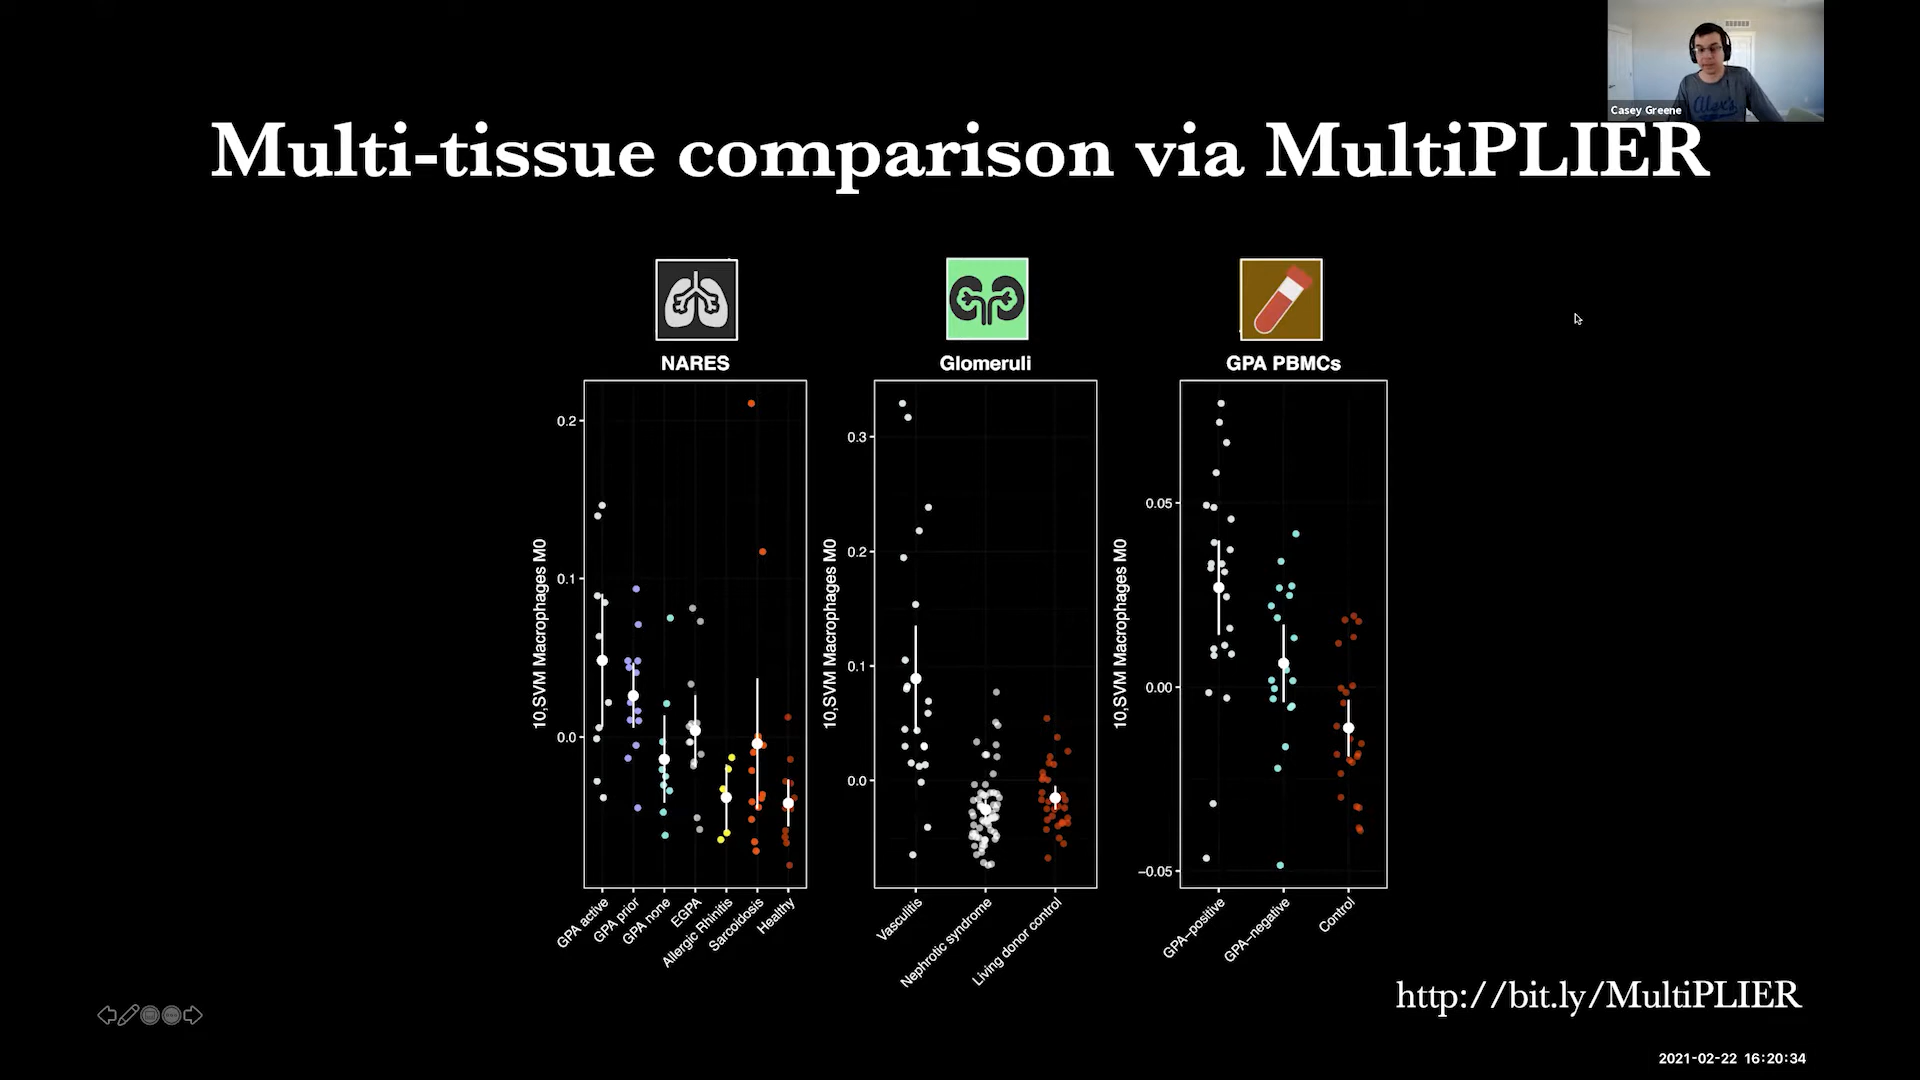 Casey Greene
Multi-tissue comparison via MultiPLIER
NARES
Glomeruli
GPA PBMCs
10,SVM Macrophages M0
0.2
0.1
0.0
GPA active
GPA prior
GPA none
EGPA
Allergic Rhinitis
Sarcoidosis
Healthy
10,SVM Macrophages M0
0.3
0.2
0.1
0.0
Vasculitis
Nephrotic syndrome
Living donor control
10,SVM Macrophages M0
0.05
0.00
−0.05
GPA−positive
GPA−negative
Control
http://bit.ly/MultiPLIER
2021-02-22 16:20:34